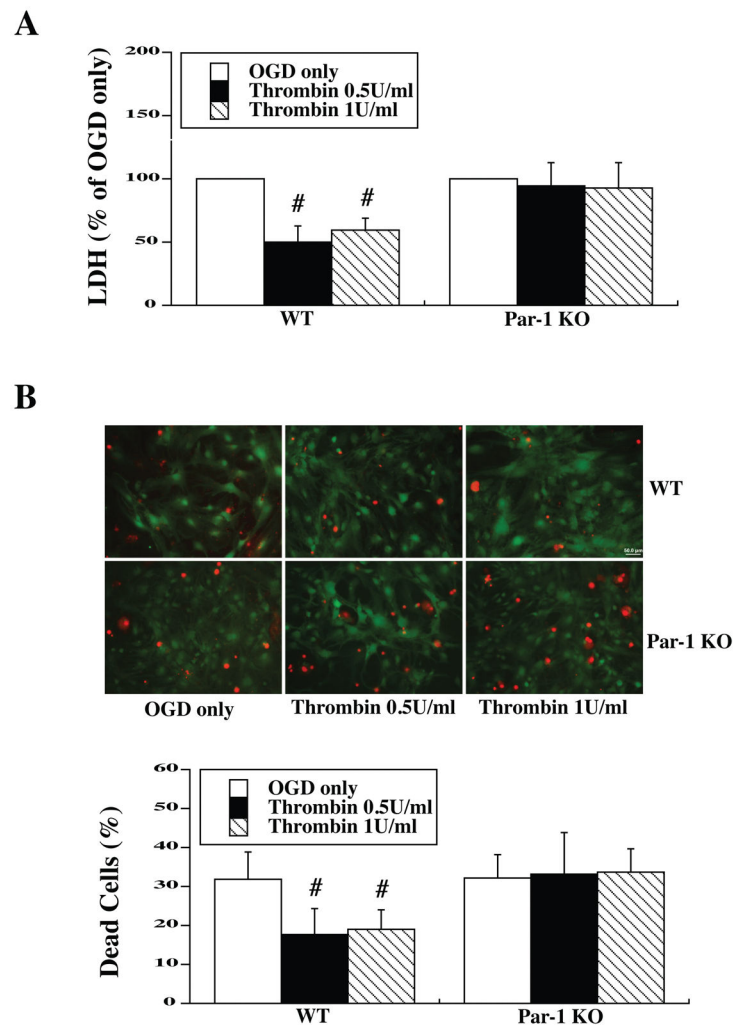 A
LDH (% of OGD only)
200
150
100
50
0
OGD only
Thrombin 0.5U/ml
Thrombin 1U/ml
#
#
WT
Par-1 KO
B
WT
50.0 µm
Par-1 KO
OGD only
Thrombin 0.5U/ml
Thrombin 1U/ml
Dead Cells (%)
60
50
40
30
20
10
0
OGD only
Thrombin 0.5U/ml
Thrombin 1U/ml
#
#
WT
Par-1 KO